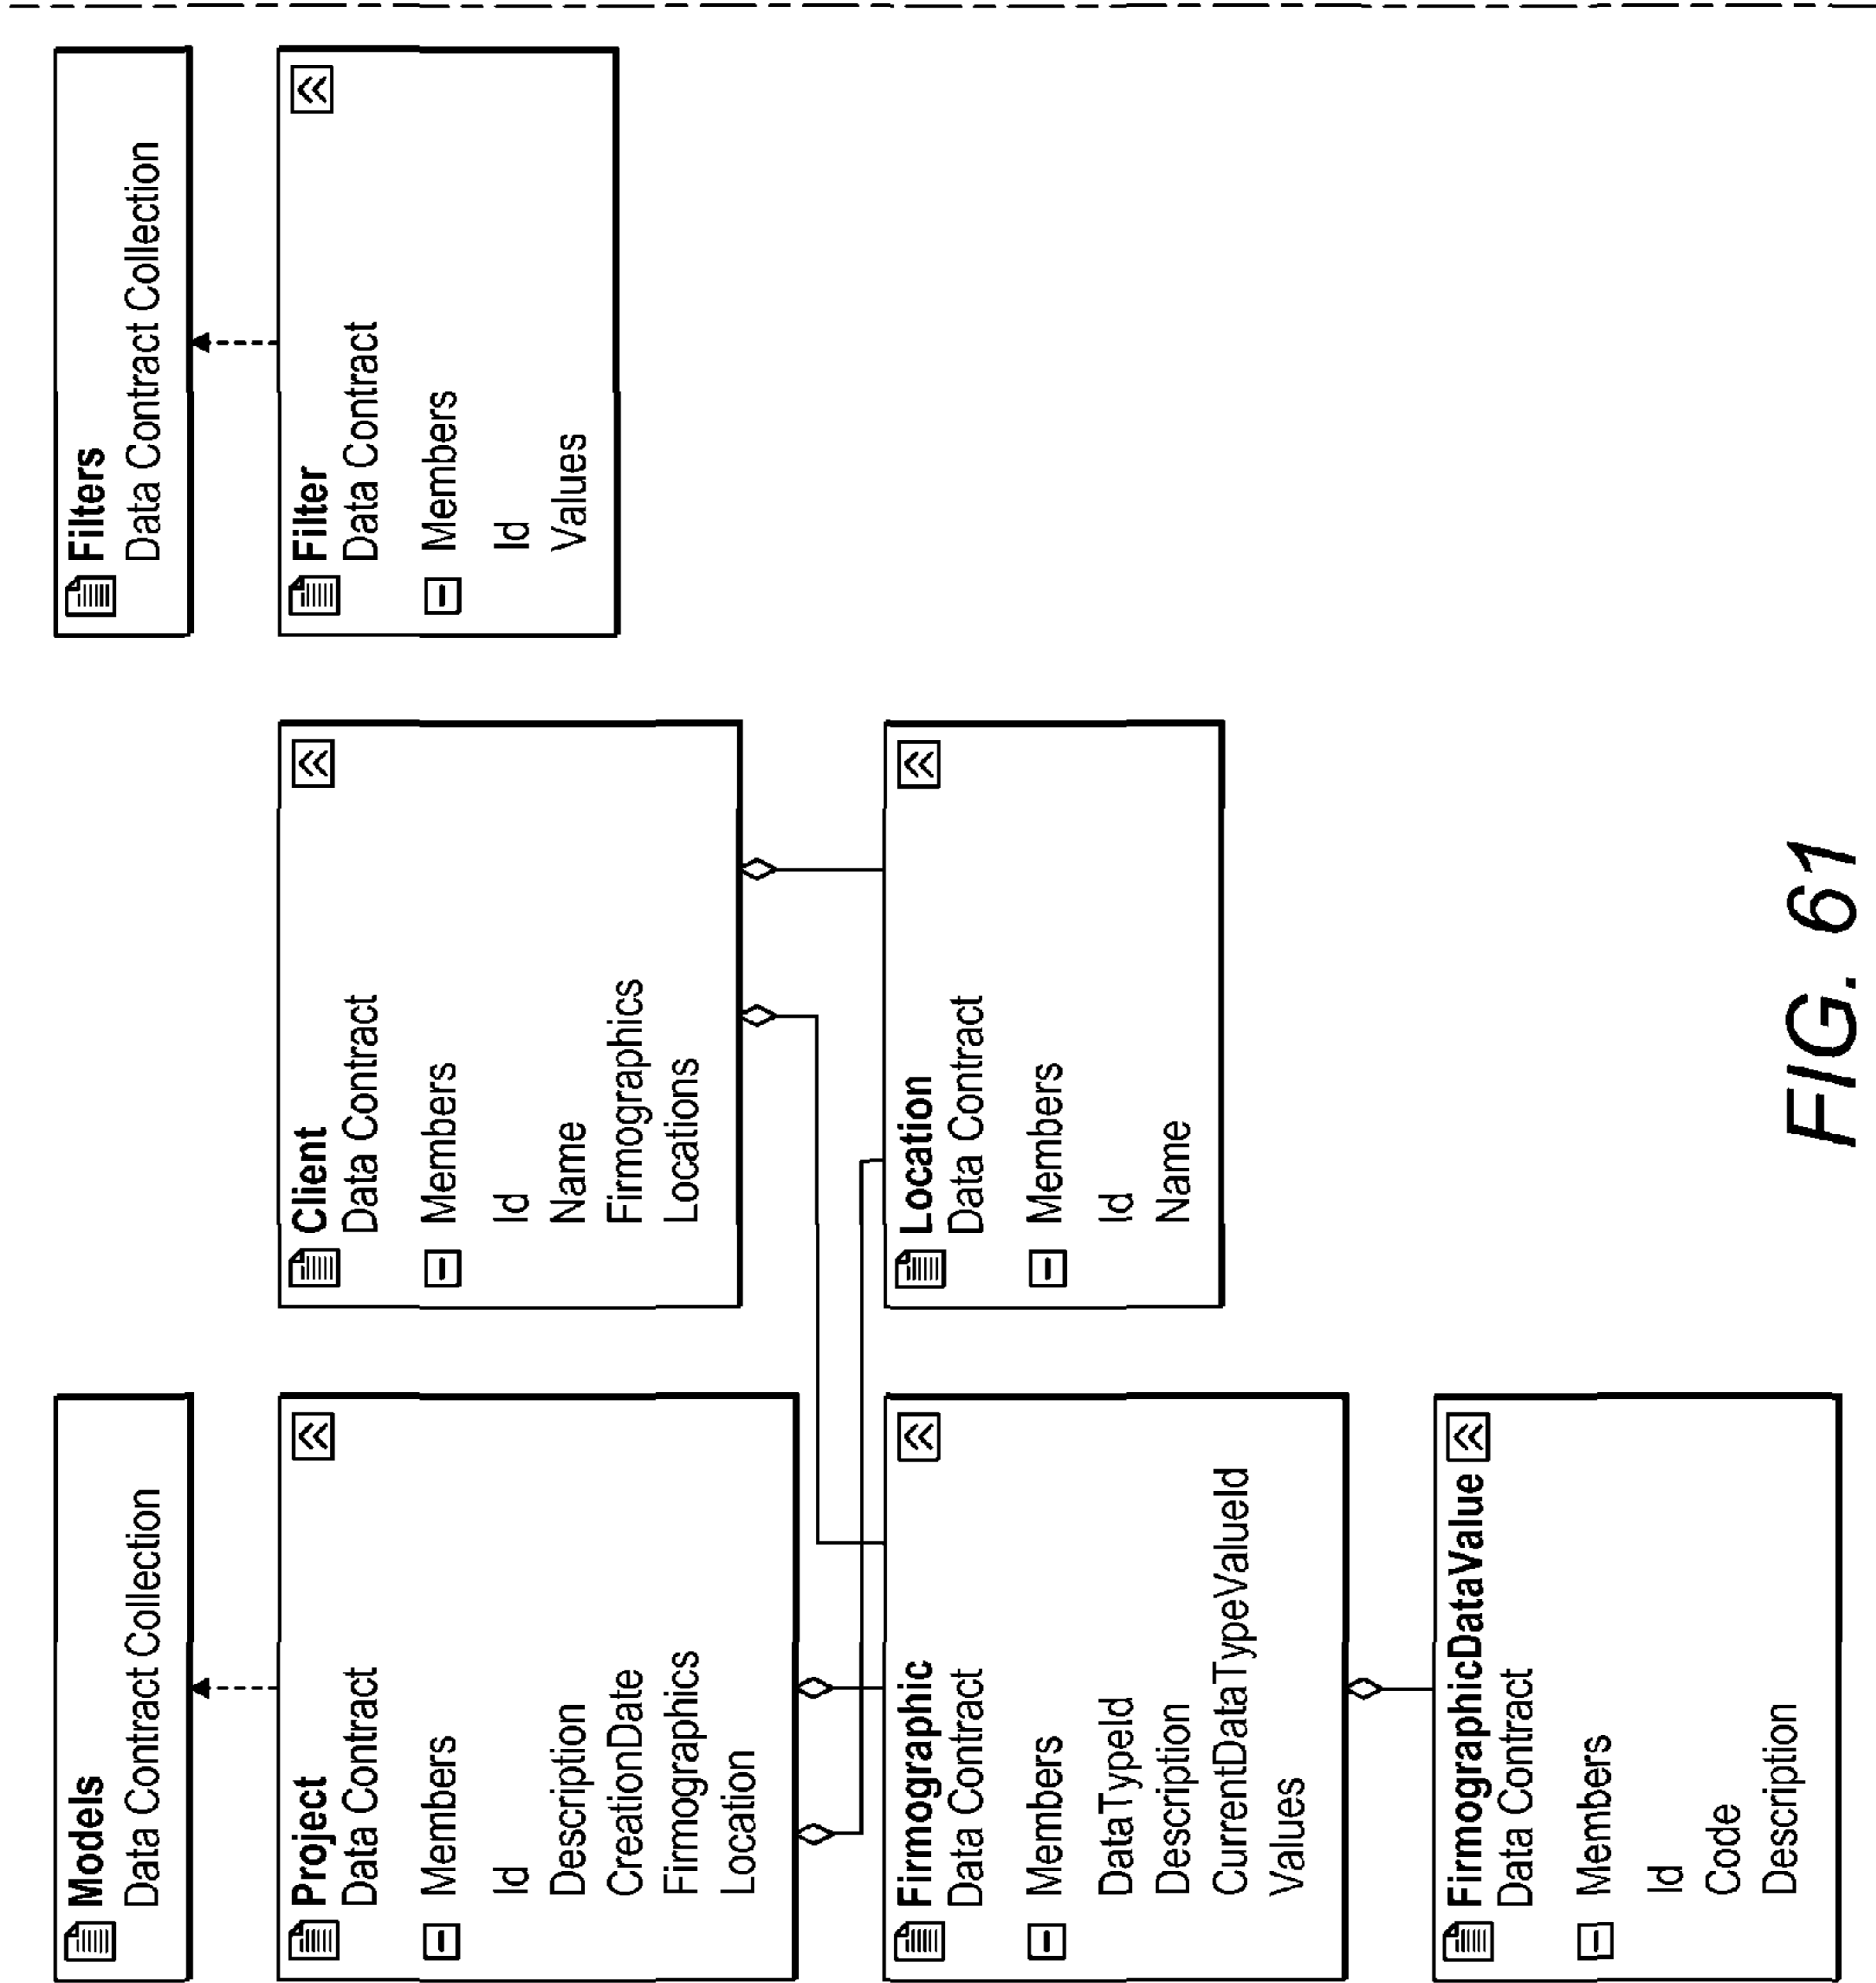 Models
Data Contract Collection
Project
Data Contract
Members
Id
Description
CreationDate
Firmographics
Location
Firmographic
Data Contract
Members
DataTypeId
Description
CurrentDataTypeValueId
Values
FirmographicDataValue
Data Contract
Members
Id
Code
Description
Client
Data Contract
Members
Id
Name
Firmographics
Locations
Location
Data Contract
Members
Id
Name
Filters
Data Contract Collection
Filter
Data Contract
Members
Id
Values
FIG. 61